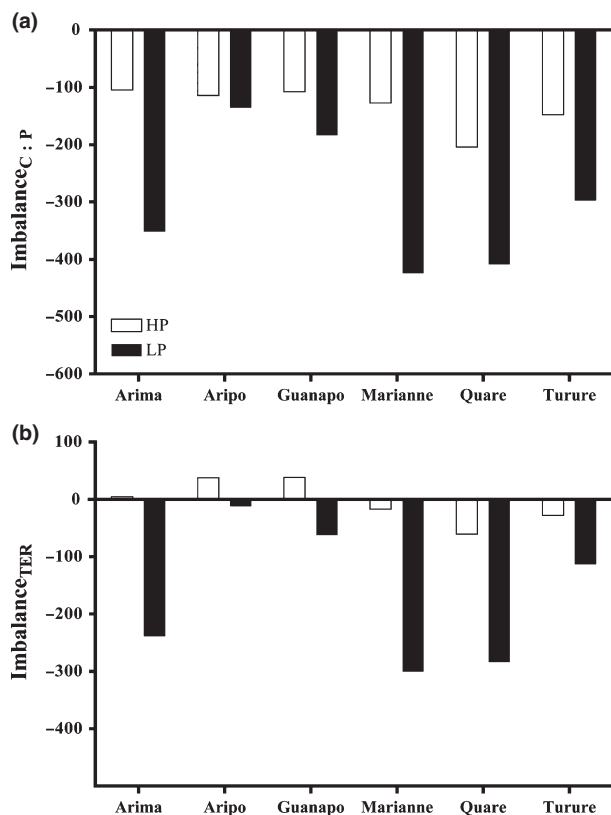 (a)
0
−100
−200
−300
−400
−500
−600
Imbalance C : P
HP
LP
Arima Aripo Guanapo Marianne Quare Turure
(b)
100
0
−100
−200
−300
−400
Imbalance TER
Arima Aripo Guanapo Marianne Quare Turure